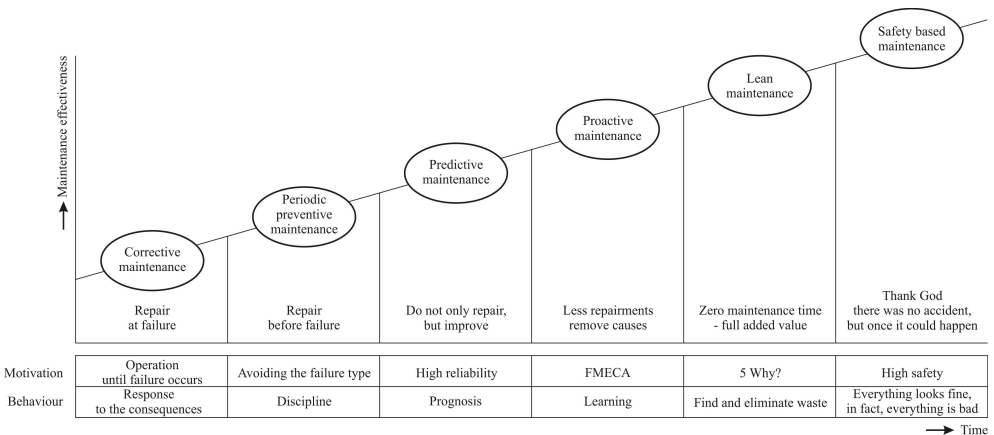 Maintenance effectiveness
Corrective
maintenance
Periodic
preventive
maintenance
Predictive
maintenance
Proactive
maintenance
Lean
maintenance
Safety based
maintenance
Repair
at failure
Repair
before failure
Do not only repair,
but improve
Less repairments
remove causes
Zero maintenance time
- full added value
Thank God
there was no accident,
but once it could happen
Motivation
Operation
until failure occurs
Avoiding the failure type
High reliability
FMECA
5 Why?
High safety
Behaviour
Response
to the consequences
Discipline
Prognosis
Learning
Find and eliminate waste
Everything looks fine,
in fact, everything is bad
Time